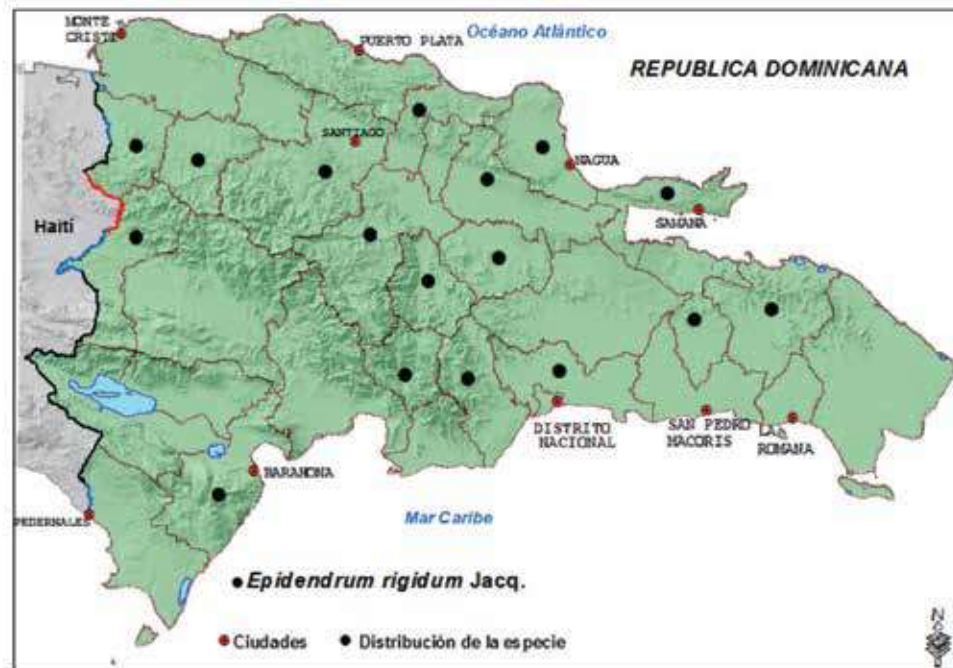 MONTE
CRISTI
PUERTO PLATA
Océano Atlántico
REPUBLICA DOMINICANA
SANTIAGO
NAGUA
SAMANA
Haití
DISTRITO
NACIONAL
SAN PEDRO
MACORIS
LA
ROMANA
BARAHONA
PEDERNALES
Mar Caribe
Epidendrum rigidum Jacq.
Ciudades
Distribución de la especie
N